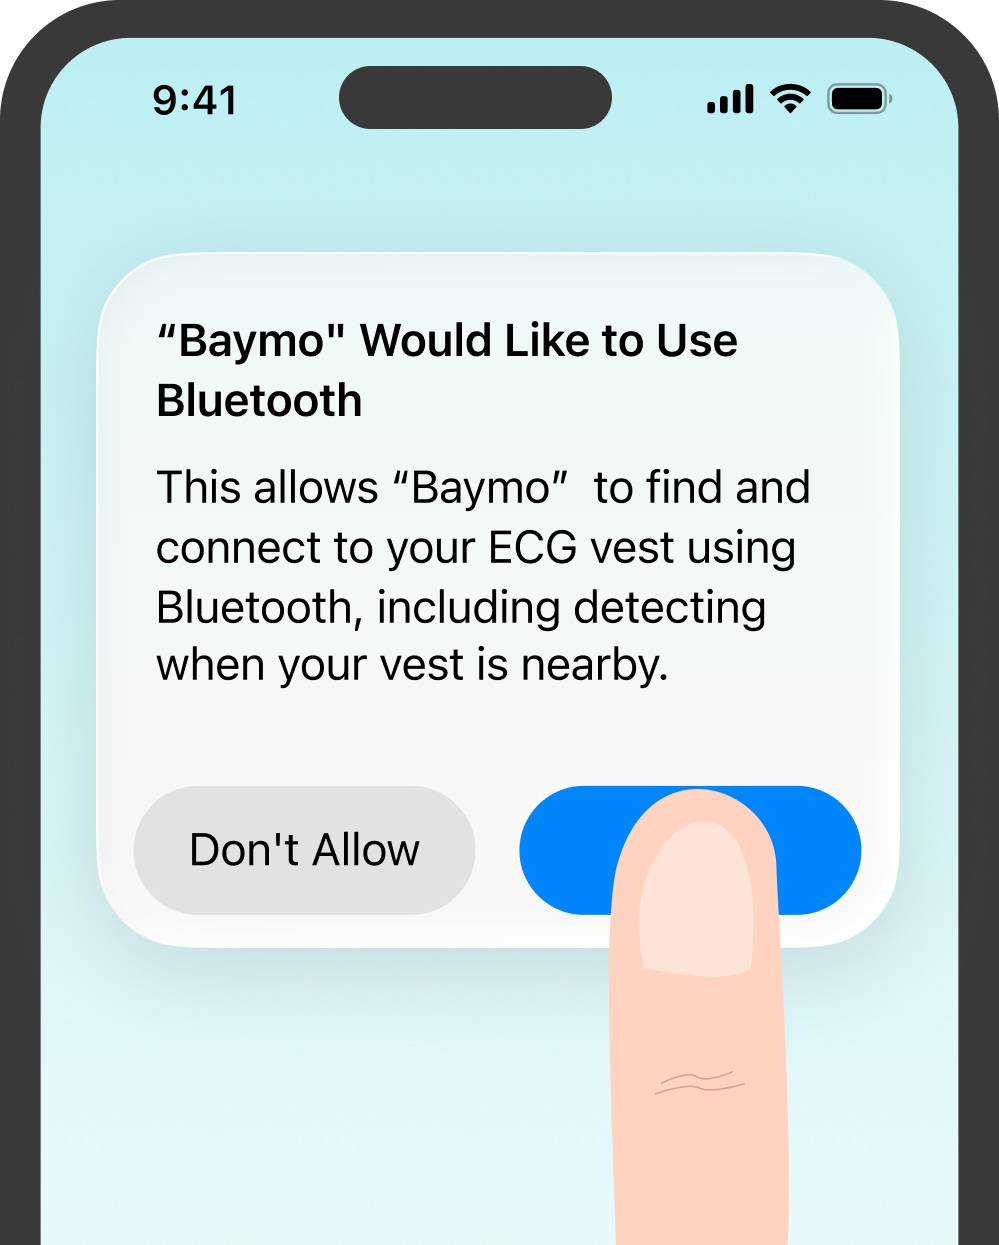 9:41
“Baymo" Would Like to Use
Bluetooth
This allows “Baymo”  to find and
connect to your ECG vest using
Bluetooth, including detecting
when your vest is nearby.
Don't Allow